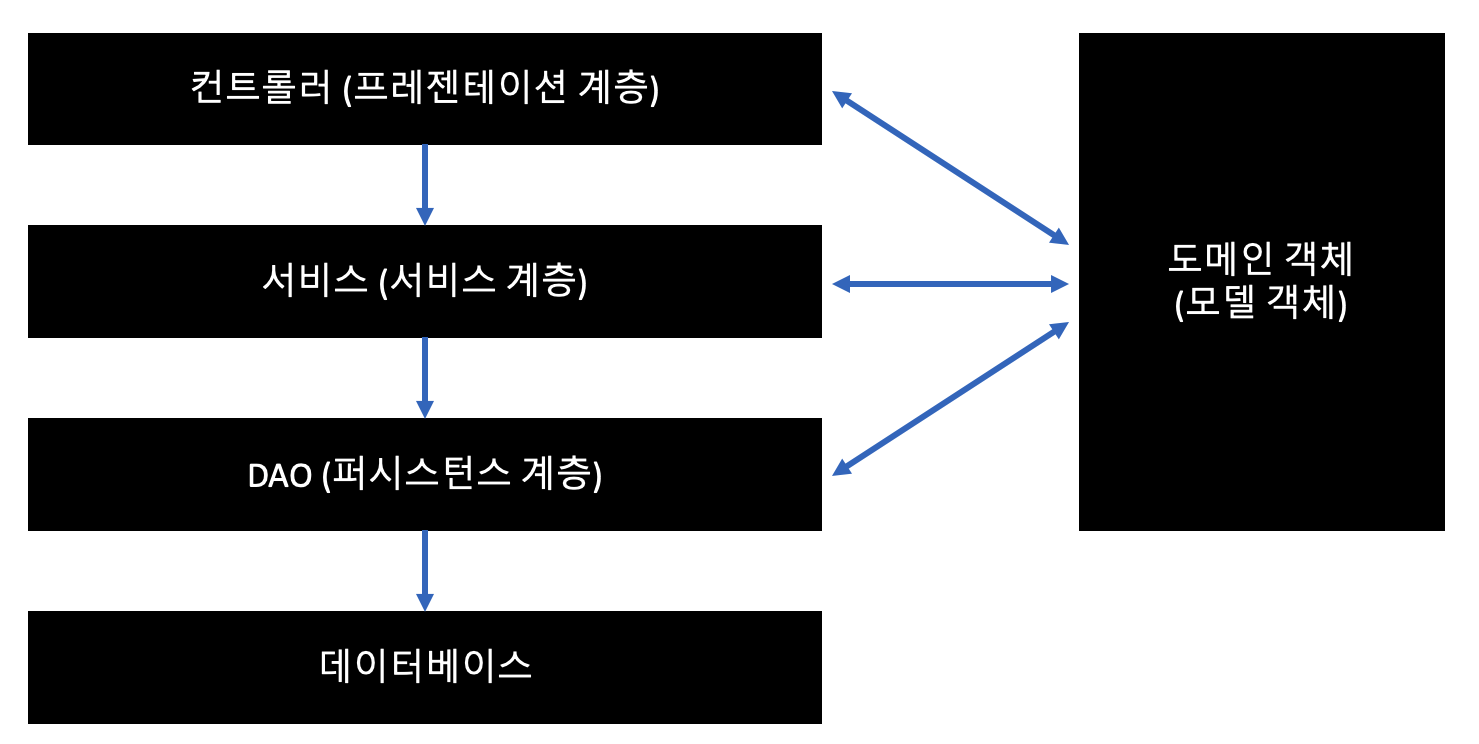 컨트롤러 (프레젠테이션 계층)
서비스 (서비스 계층)
DAO (퍼시스턴스 계층)
데이터베이스
도메인 객체
(모델 객체)